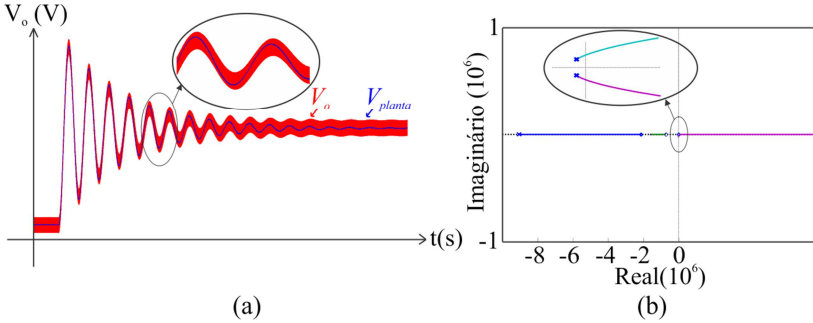 V_o (V)
V_o
V_planta
t(s)
(a)
Imaginário (10^6)
1
-1
-8 -6 -4 -2 0
Real(10^6)
(b)